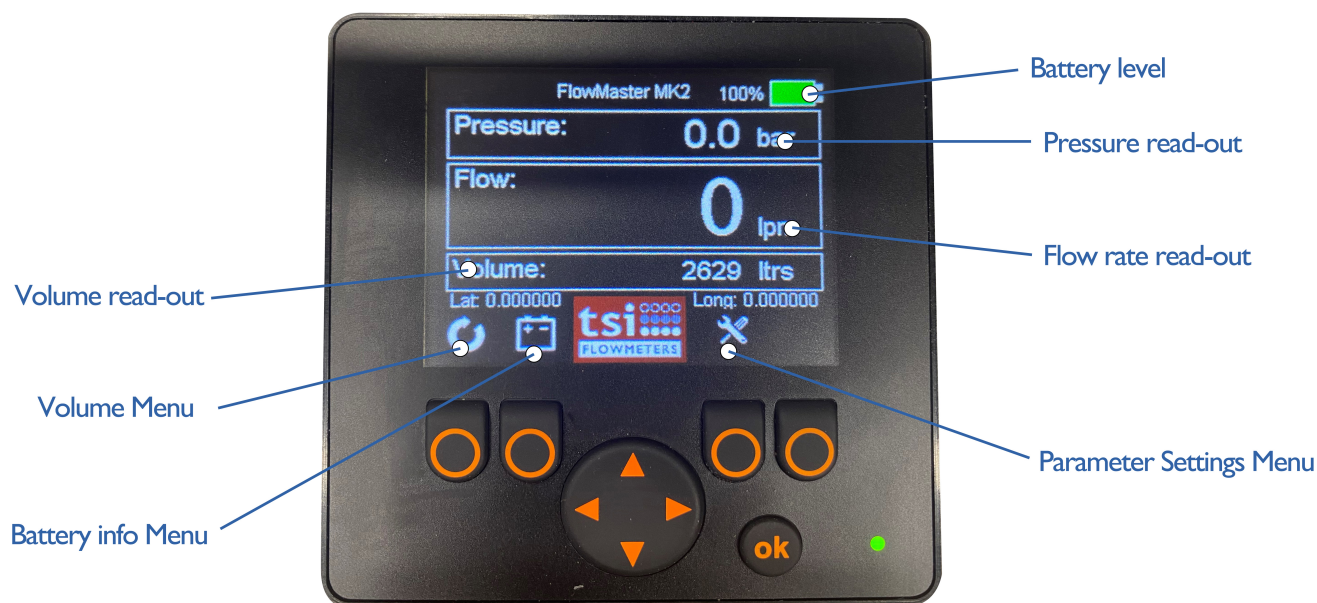 FlowMaster MK2 100%
Battery level
Pressure: 0.0
Pressure read-out
Flow:
0
Flow rate read-out
Volume: 2629 ltrs
Volume read-out
Lat: 0.000000 Long: 0.000000
tsi
FLOWMETERS
Volume Menu
Parameter Settings Menu
Battery info Menu
ok